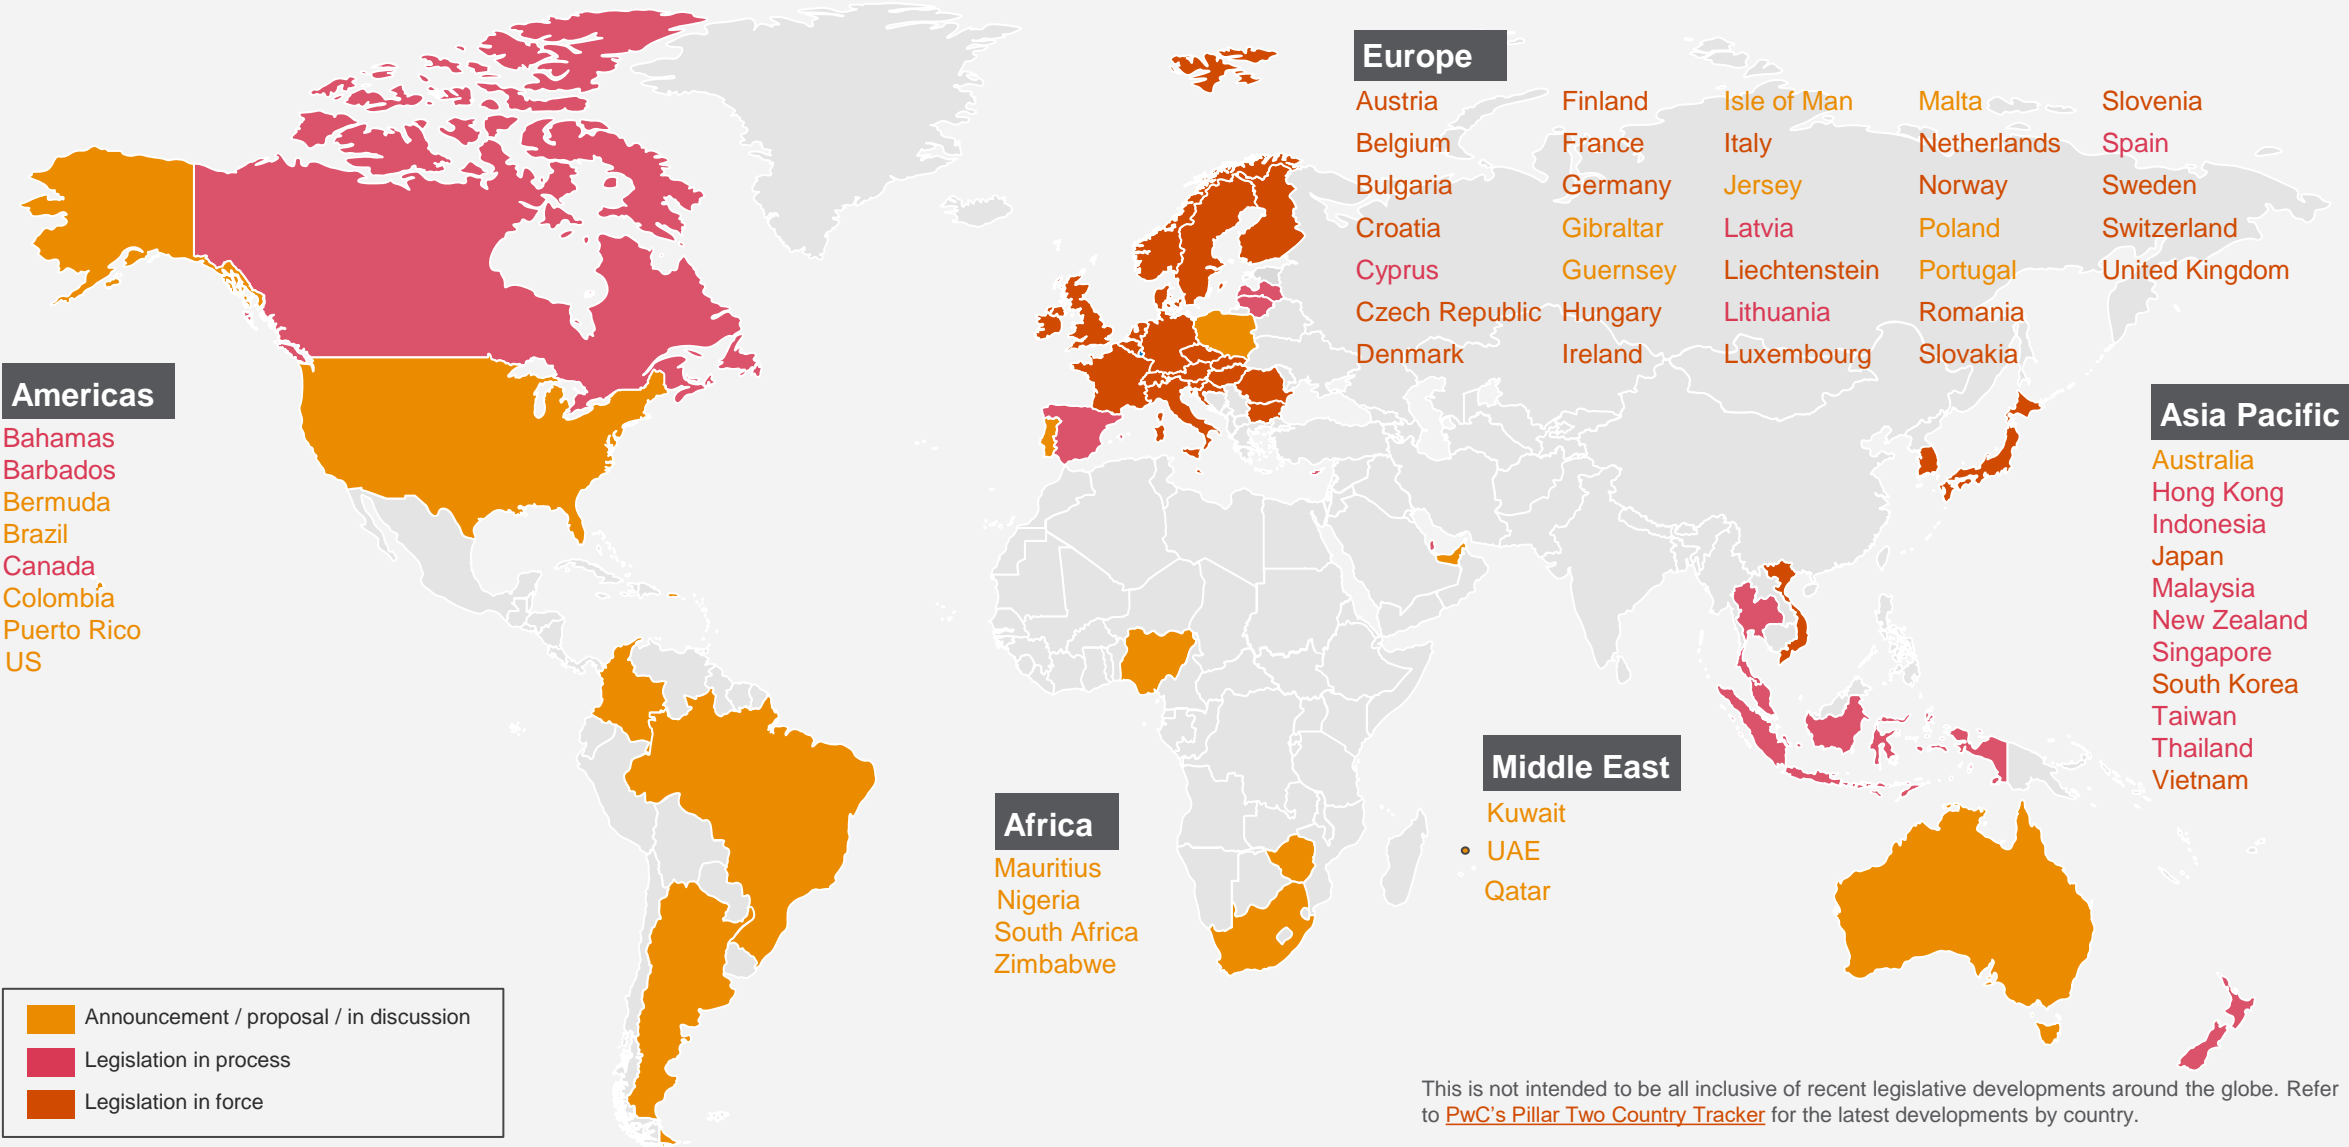 Europe
Austria
Belgium
Bulgaria
Croatia
Cyprus
Czech Republic
Denmark
Finland
France
Germany
Gibraltar
Guernsey
Hungary
Ireland
Isle of Man
Italy
Jersey
Latvia
Liechtenstein
Lithuania
Luxembourg
Malta
Netherlands
Norway
Poland
Portugal
Romania
Slovakia
Slovenia
Spain
Sweden
Switzerland
United Kingdom
Americas
Bahamas
Barbados
Bermuda
Brazil
Canada
Colombía
Puerto Rico
US
Asia Pacific
Australia
Hong Kong
Indonesia
Japan
Malaysia
New Zealand
Singapore
South Korea
Taiwan
Thailand
Vietnam
Middle East
Kuwait
UAE
Qatar
Africa
Mauritius
Nigeria
South Africa
Zimbabwe
Announcement / proposal / in discussion
Legislation in process
Legislation in force
This is not intended to be all inclusive of recent legislative developments around the globe. Refer
to PwC's Pillar Two Country Tracker for the latest developments by country.